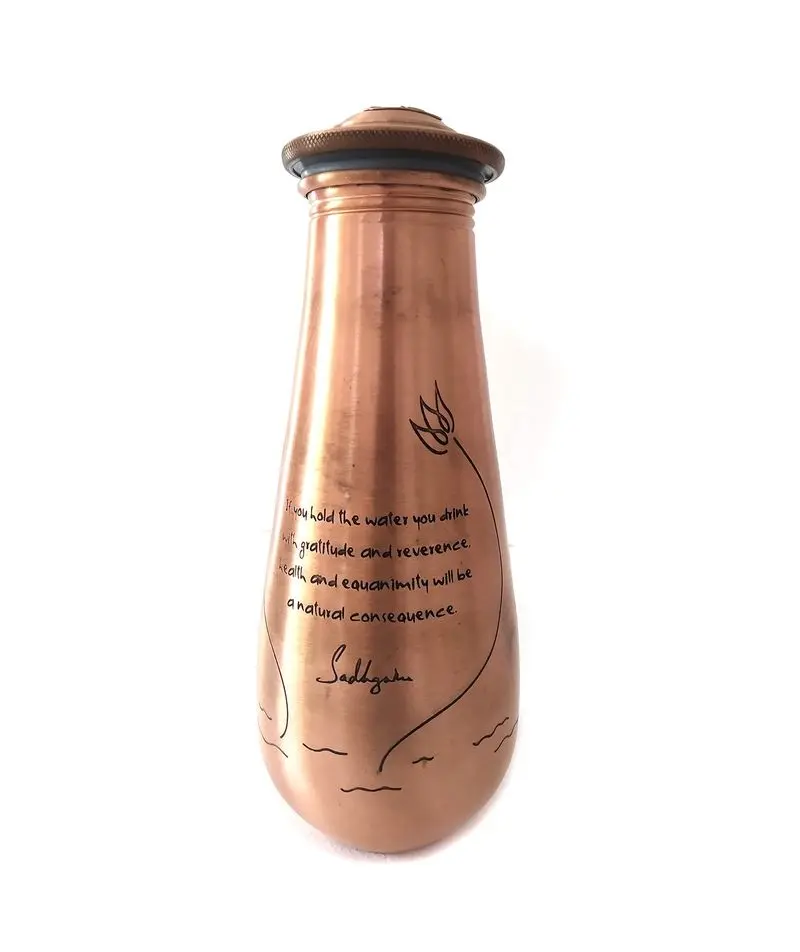 If you hold the water you drink
with gratitude and reverence,
health and equanimity will be
a natural consequence.
Sadhguru